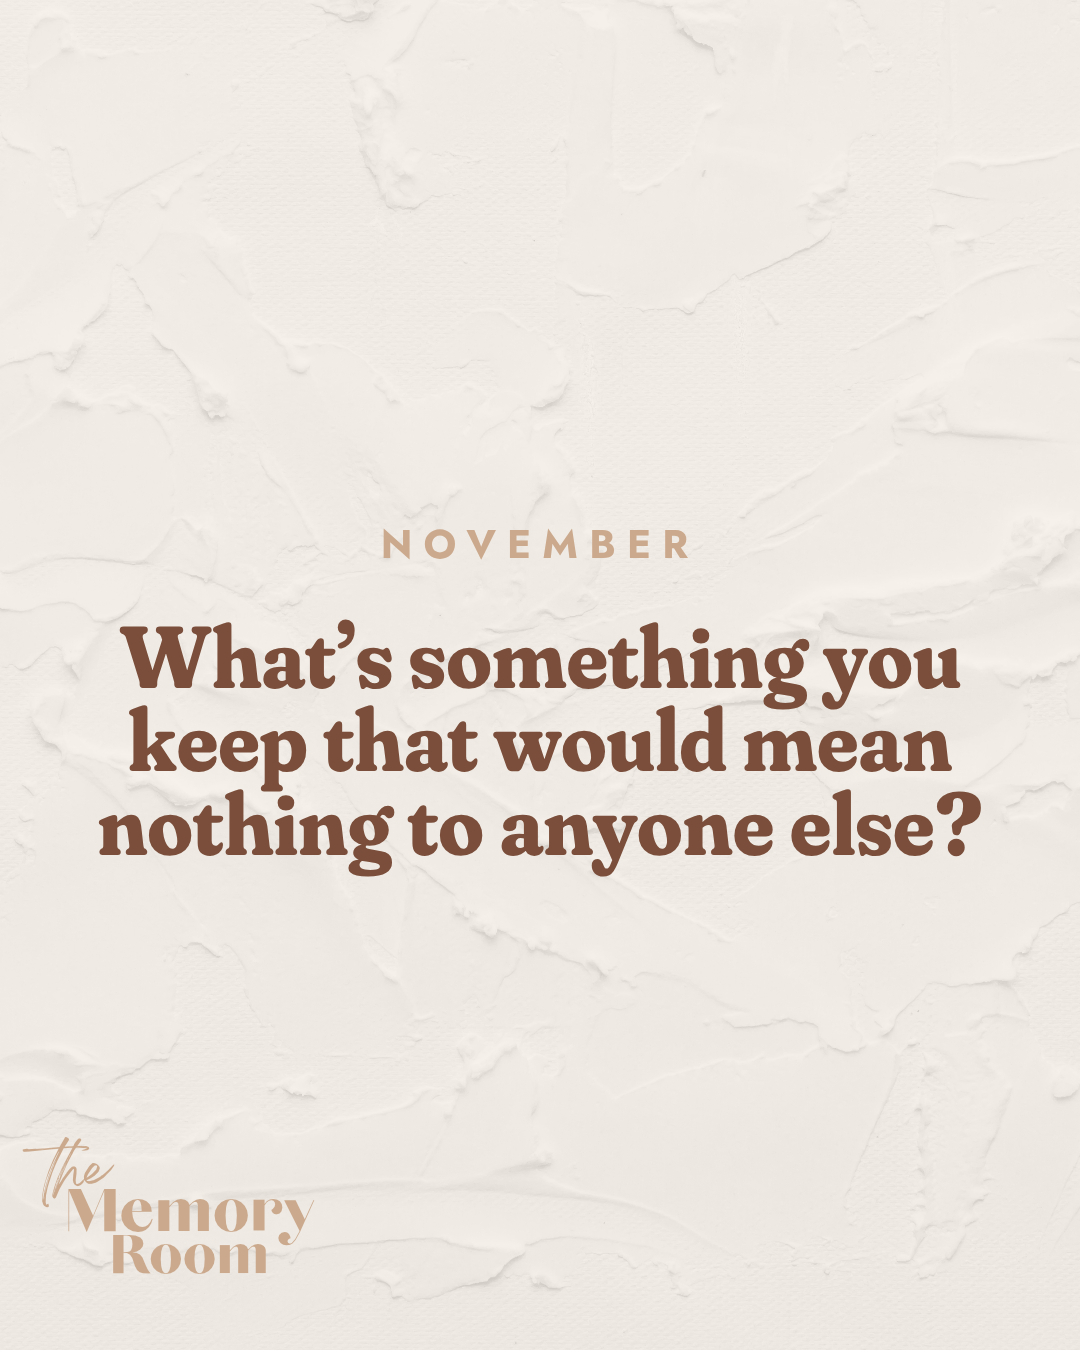 NOVEMBER
What’s something you
keep that would mean
nothing to anyone else?
the
Memory
Room